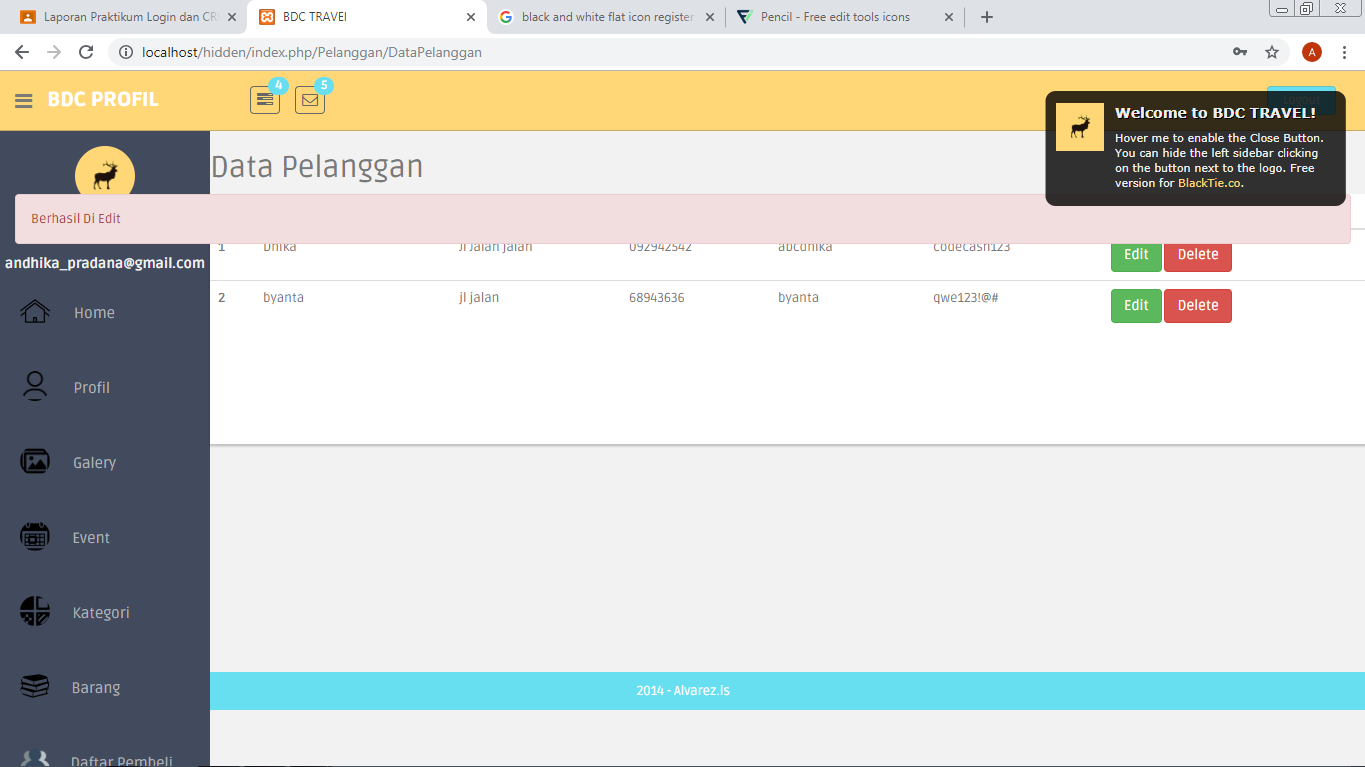 Laporan Praktikum Login dan CR
BDC TRAVEL
black and white flat icon register
Pencil - Free edit tools icons
localhost/hidden/index.php/Pelanggan/DataPelanggan
A
BDC PROFIL
4
5
Welcome to BDC TRAVEL!
Hover me to enable the Close Button.
You can hide the left sidebar clicking
on the button next to the logo. Free
version for BlackTie.co.
Data Pelanggan
Berhasil Di Edit
andhika_pradana@gmail.com
1 Dhika jl jalan jalan 092942542 abcdhika codecash123 Edit Delete
2 byanta jl jalan 68943636 byanta qwe123!@# Edit Delete
Home
Profil
Galery
Event
Kategori
Barang
Daftar Pembeli
2014 - Alvarez.is